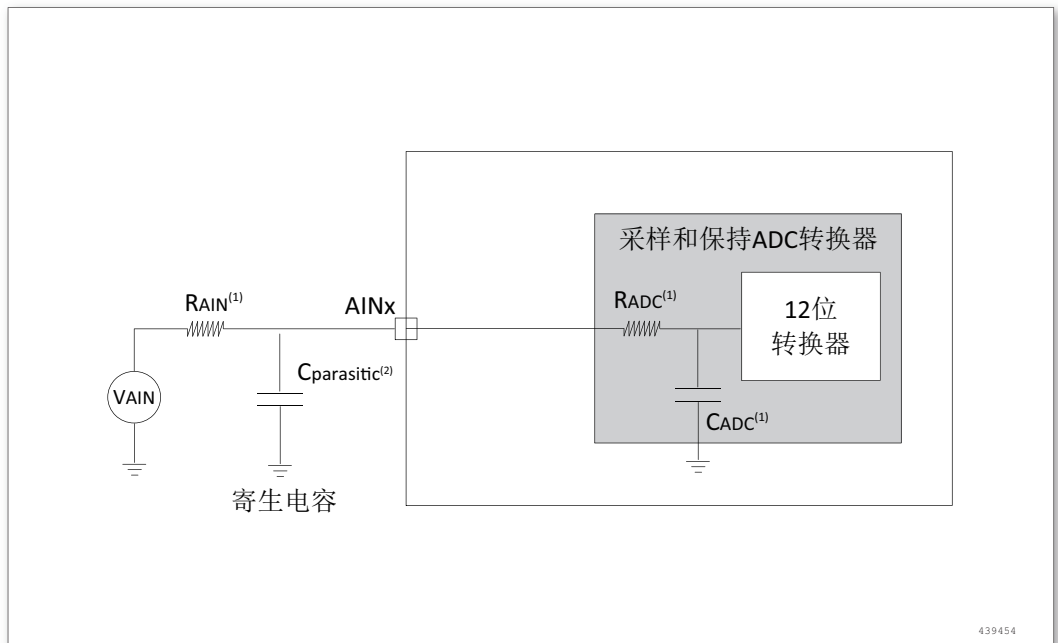 采样和保持ADC转换器
RAIN(1)
AINx
RADC(1)
12位
转换器
Cparasitic(2)
VAIN
CADC(1)
寄生电容
439454